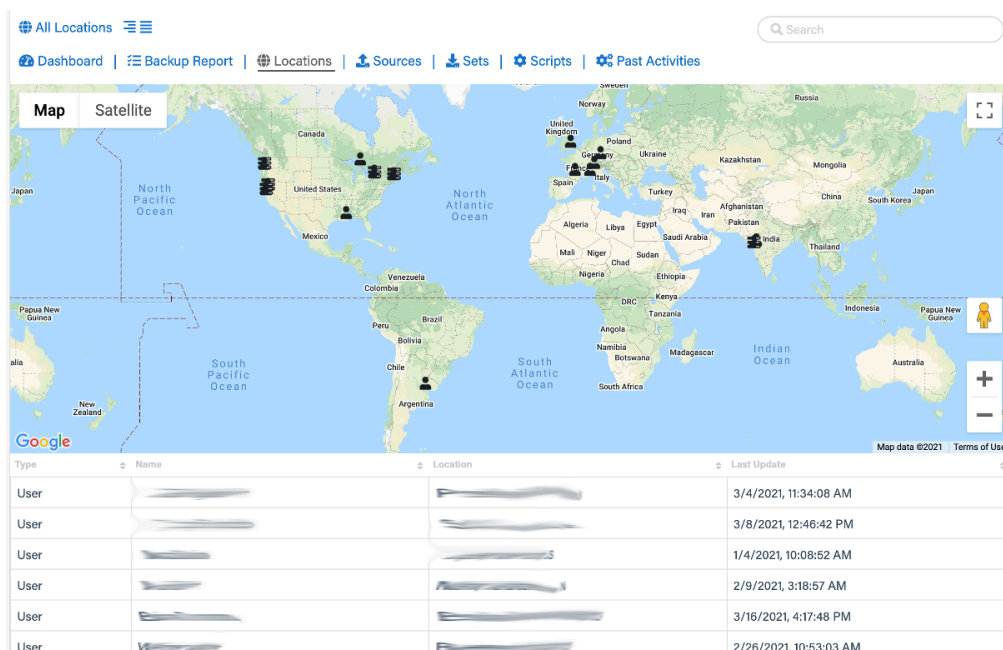 All Locations
Search
Dashboard | Backup Report | Locations | Sources | Sets | Scripts | Past Activities
Map Satellite
Sweden
Russia
Norway
Canada
United
Kingdom
Poland
Germany
Ukraine
Kazakhstan
Mongolia
France
Italy
Japan
North
Pacific
Ocean
United States
North
Atlantic
Ocean
Spain
Turkey
China
South Korea
Japan
Afghanistan
Iraq
Iran
Pakistan
Algeria
Libya
Egypt
Saudi Arabia
India
Mexico
Mali
Niger
Chad
Sudan
Thailand
Venezuela
Nigeria
Ethiopia
Colombia
DRC
Kenya
Papua New
Guinea
Tanzania
Indonesia
Papua New
Guinea
Peru
Brazil
Angola
Bolivia
Namibia
Botswana
Madagascar
Indian
Ocean
South
Pacific
Ocean
Chile
South
Atlantic
Ocean
South Africa
alia
Australia
New
Zealand
Argentina
Google
Map data ©2021 Terms of Use
Type Name Location Last Update
User 3/4/2021, 11:34:08 AM
User 3/8/2021, 12:46:42 PM
User 1/4/2021, 10:08:52 AM
User 2/9/2021, 3:18:57 AM
User 3/16/2021, 4:17:48 PM
User 2/26/2021, 10:53:03 AM